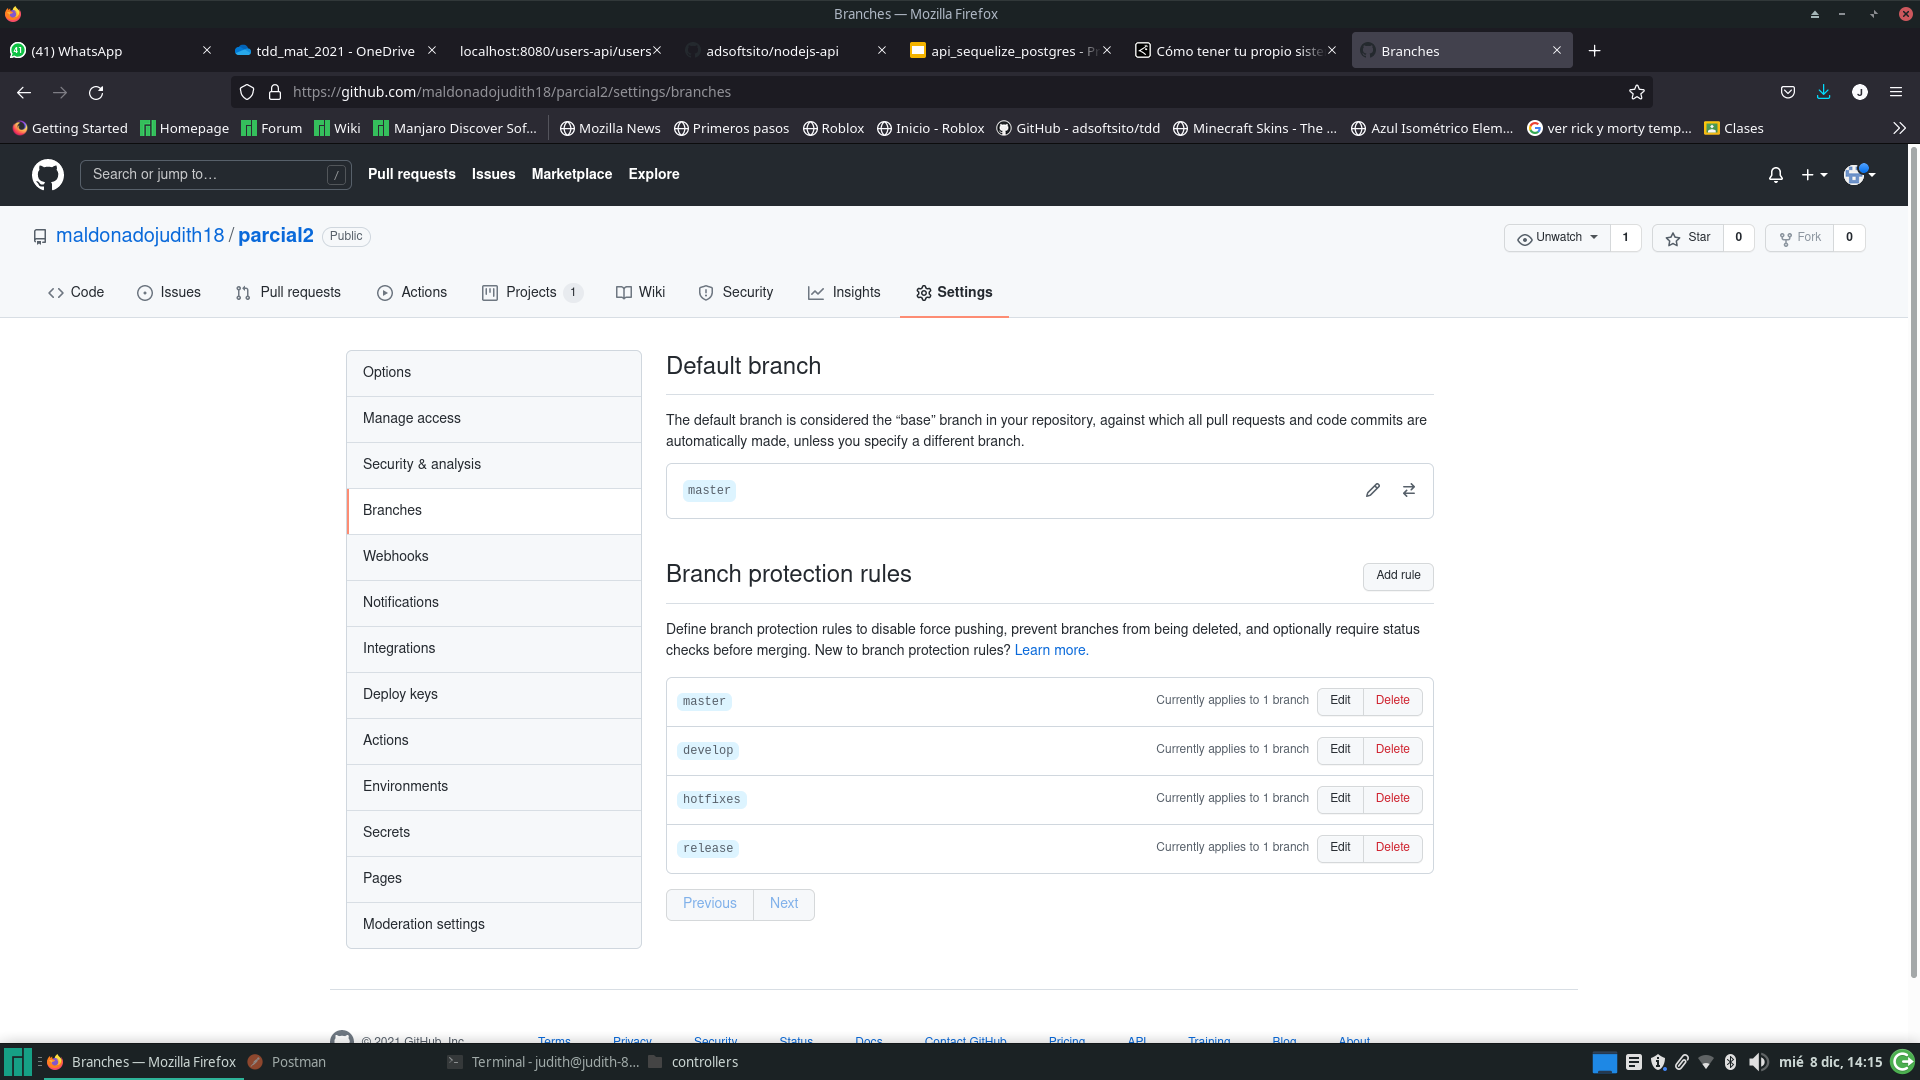 Branches — Mozilla Firefox
(41) WhatsApp
tdd_mat_2021 - OneDrive
localhost:8080/users-api/users
adsoftsito/nodejs-api
api_sequelize_postgres - Pr
Cómo tener tu propio siste
Branches
https://github.com/maldonadojudith18/parcial2/settings/branches
J
Getting Started
Homepage
Forum
Wiki
Manjaro Discover Sof...
Mozilla News
Primeros pasos
Roblox
Inicio - Roblox
GitHub - adsoftsito/tdd
Minecraft Skins - The ...
Azul Isométrico Elem...
ver rick y morty temp...
Clases
Search or jump to...
/
Pull requests
Issues
Marketplace
Explore
maldonadojudith18 / parcial2
Public
Unwatch
1
Star
0
Fork
0
Code
Issues
Pull requests
Actions
Projects 1
Wiki
Security
Insights
Settings
Options
Manage access
Security & analysis
Branches
Webhooks
Notifications
Integrations
Deploy keys
Actions
Environments
Secrets
Pages
Moderation settings
Default branch
The default branch is considered the “base” branch in your repository, against which all pull requests and code commits are
automatically made, unless you specify a different branch.
master
Branch protection rules
Add rule
Define branch protection rules to disable force pushing, prevent branches from being deleted, and optionally require status
checks before merging. New to branch protection rules? Learn more.
master Currently applies to 1 branch Edit Delete
develop Currently applies to 1 branch Edit Delete
hotfixes Currently applies to 1 branch Edit Delete
release Currently applies to 1 branch Edit Delete
Previous Next
© 2021 GitHub, Inc.
Terms
Privacy
Security
Status
Docs
Contact GitHub
Pricing
API
Training
Blog
About
Branches — Mozilla Firefox
Postman
Terminal - judith@judith-8...
controllers
mié 8 dic, 14:15